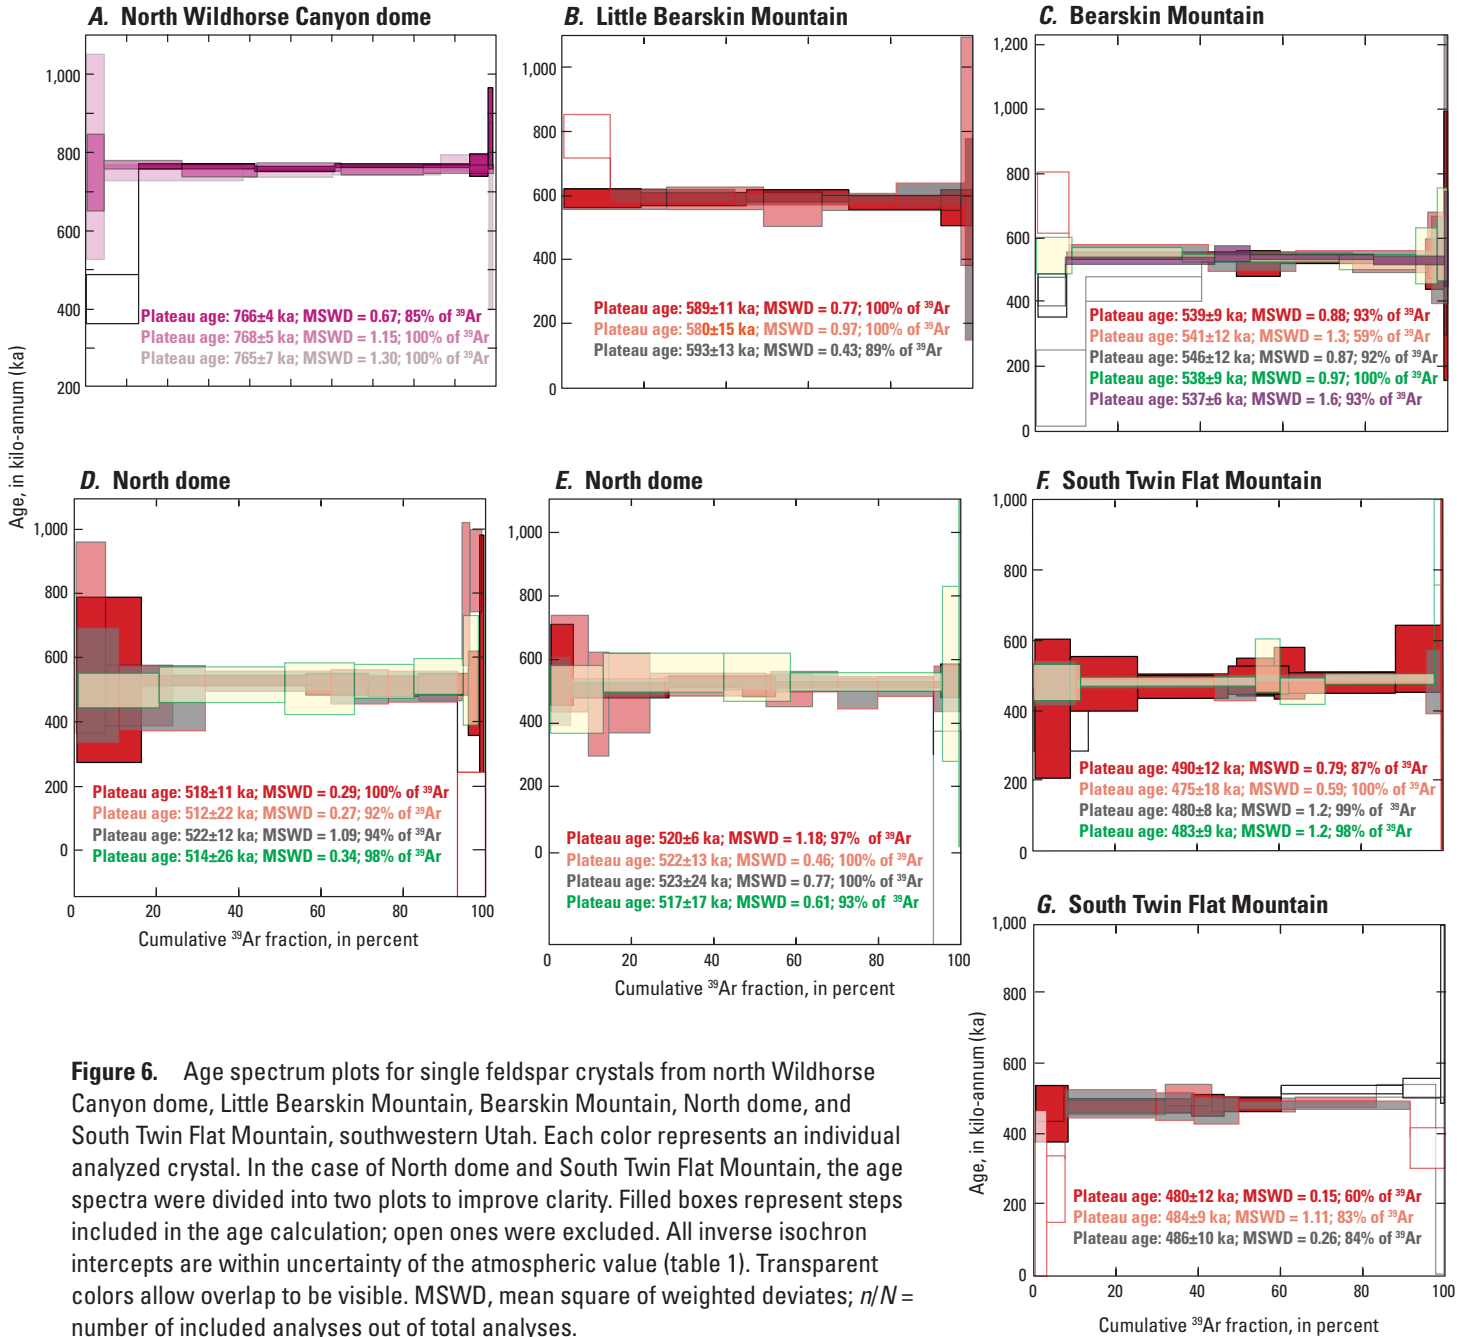 A. North Wildhorse Canyon dome
1,000
800
600
400
200
Plateau age: 766±4 ka; MSWD = 0.67; 85% of ³⁹Ar
Plateau age: 768±5 ka; MSWD = 1.15; 100% of ³⁹Ar
Plateau age: 765±7 ka; MSWD = 1.30; 100% of ³⁹Ar
B. Little Bearskin Mountain
1,000
800
600
400
200
0
Plateau age: 589±11 ka; MSWD = 0.77; 100% of ³⁹Ar
Plateau age: 580±15 ka; MSWD = 0.97; 100% of ³⁹Ar
Plateau age: 593±13 ka; MSWD = 0.43; 89% of ³⁹Ar
C. Bearskin Mountain
1,200
1,000
800
600
400
200
0
Plateau age: 539±9 ka; MSWD = 0.88; 93% of ³⁹Ar
Plateau age: 541±12 ka; MSWD = 1.3; 59% of ³⁹Ar
Plateau age: 546±12 ka; MSWD = 0.87; 92% of ³⁹Ar
Plateau age: 538±9 ka; MSWD = 0.97; 100% of ³⁹Ar
Plateau age: 537±6 ka; MSWD = 1.6; 93% of ³⁹Ar
Age, in kilo-annum (ka)
D. North dome
1,000
800
600
400
200
0
Plateau age: 518±11 ka; MSWD = 0.29; 100% of ³⁹Ar
Plateau age: 512±22 ka; MSWD = 0.27; 92% of ³⁹Ar
Plateau age: 522±12 ka; MSWD = 1.09; 94% of ³⁹Ar
Plateau age: 514±26 ka; MSWD = 0.34; 98% of ³⁹Ar
0 20 40 60 80 100
Cumulative ³⁹Ar fraction, in percent
E. North dome
1,000
800
600
400
200
0
Plateau age: 520±6 ka; MSWD = 1.18; 97% of ³⁹Ar
Plateau age: 522±13 ka; MSWD = 0.46; 100% of ³⁹Ar
Plateau age: 523±24 ka; MSWD = 0.77; 100% of ³⁹Ar
Plateau age: 517±17 ka; MSWD = 0.61; 93% of ³⁹Ar
0 20 40 60 80 100
Cumulative ³⁹Ar fraction, in percent
F. South Twin Flat Mountain
1,000
800
600
400
200
0
Plateau age: 490±12 ka; MSWD = 0.79; 87% of ³⁹Ar
Plateau age: 475±18 ka; MSWD = 0.59; 100% of ³⁹Ar
Plateau age: 480±8 ka; MSWD = 1.2; 99% of ³⁹Ar
Plateau age: 483±9 ka; MSWD = 1.2; 98% of ³⁹Ar
G. South Twin Flat Mountain
1,000
800
600
400
200
0
Age, in kilo-annum (ka)
Plateau age: 480±12 ka; MSWD = 0.15; 60% of ³⁹Ar
Plateau age: 484±9 ka; MSWD = 1.11; 83% of ³⁹Ar
Plateau age: 486±10 ka; MSWD = 0.26; 84% of ³⁹Ar
0 20 40 60 80 100
Cumulative ³⁹Ar fraction, in percent
Figure 6. Age spectrum plots for single feldspar crystals from north Wildhorse
Canyon dome, Little Bearskin Mountain, Bearskin Mountain, North dome, and
South Twin Flat Mountain, southwestern Utah. Each color represents an individual
analyzed crystal. In the case of North dome and South Twin Flat Mountain, the age
spectra were divided into two plots to improve clarity. Filled boxes represent steps
included in the age calculation; open ones were excluded. All inverse isochron
intercepts are within uncertainty of the atmospheric value (table 1). Transparent
colors allow overlap to be visible. MSWD, mean square of weighted deviates; n/N =
number of included analyses out of total analyses.